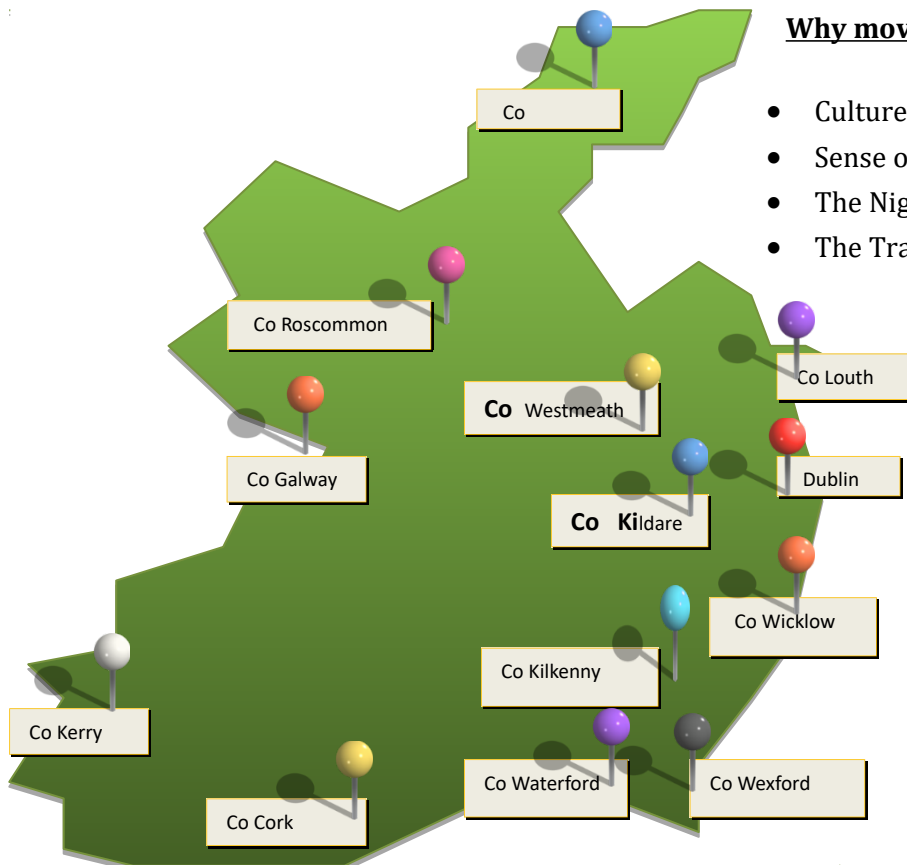 Why mov
Co
• Culture
• Sense o
• The Nig
• The Tra
Co Roscommon
Co Louth
Co Westmeath
Co Galway
Dublin
Co Kildare
Co Wicklow
Co Kilkenny
Co Kerry
Co Waterford
Co Wexford
Co Cork